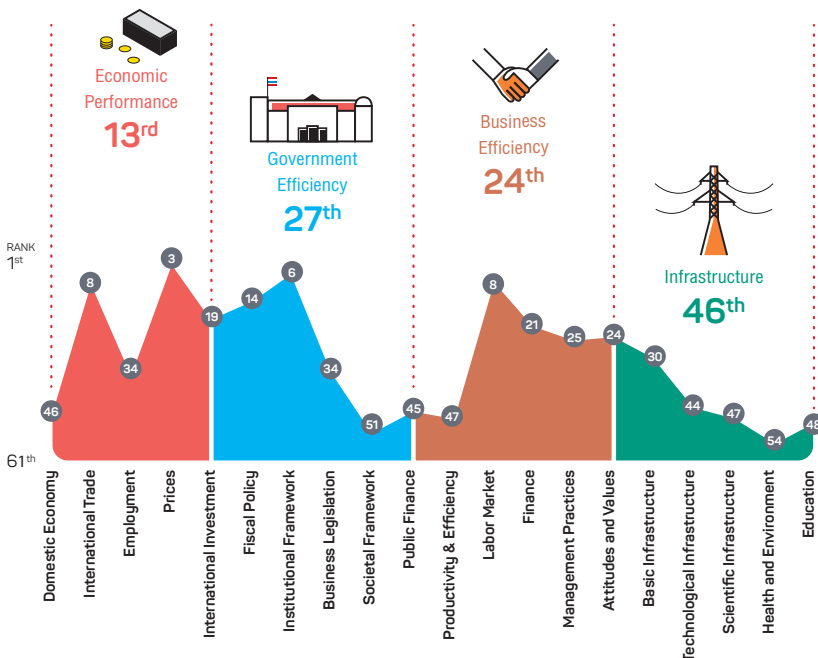 Economic
Performance
13rd
Government
Efficiency
27th
Business
Efficiency
24th
Infrastructure
46th
RANK
1st
61th
46
8
34
3
19
14
6
34
51
45
47
8
21
25
24
30
44
47
54
48
Domestic Economy
International Trade
Employment
Prices
International Investment
Fiscal Policy
Institutional Framework
Business Legislation
Societal Framework
Public Finance
Productivity & Efficiency
Labor Market
Finance
Management Practices
Attitudes and Values
Basic Infrastructure
Technological Infrastructure
Scientific Infrastructure
Health and Environment
Education